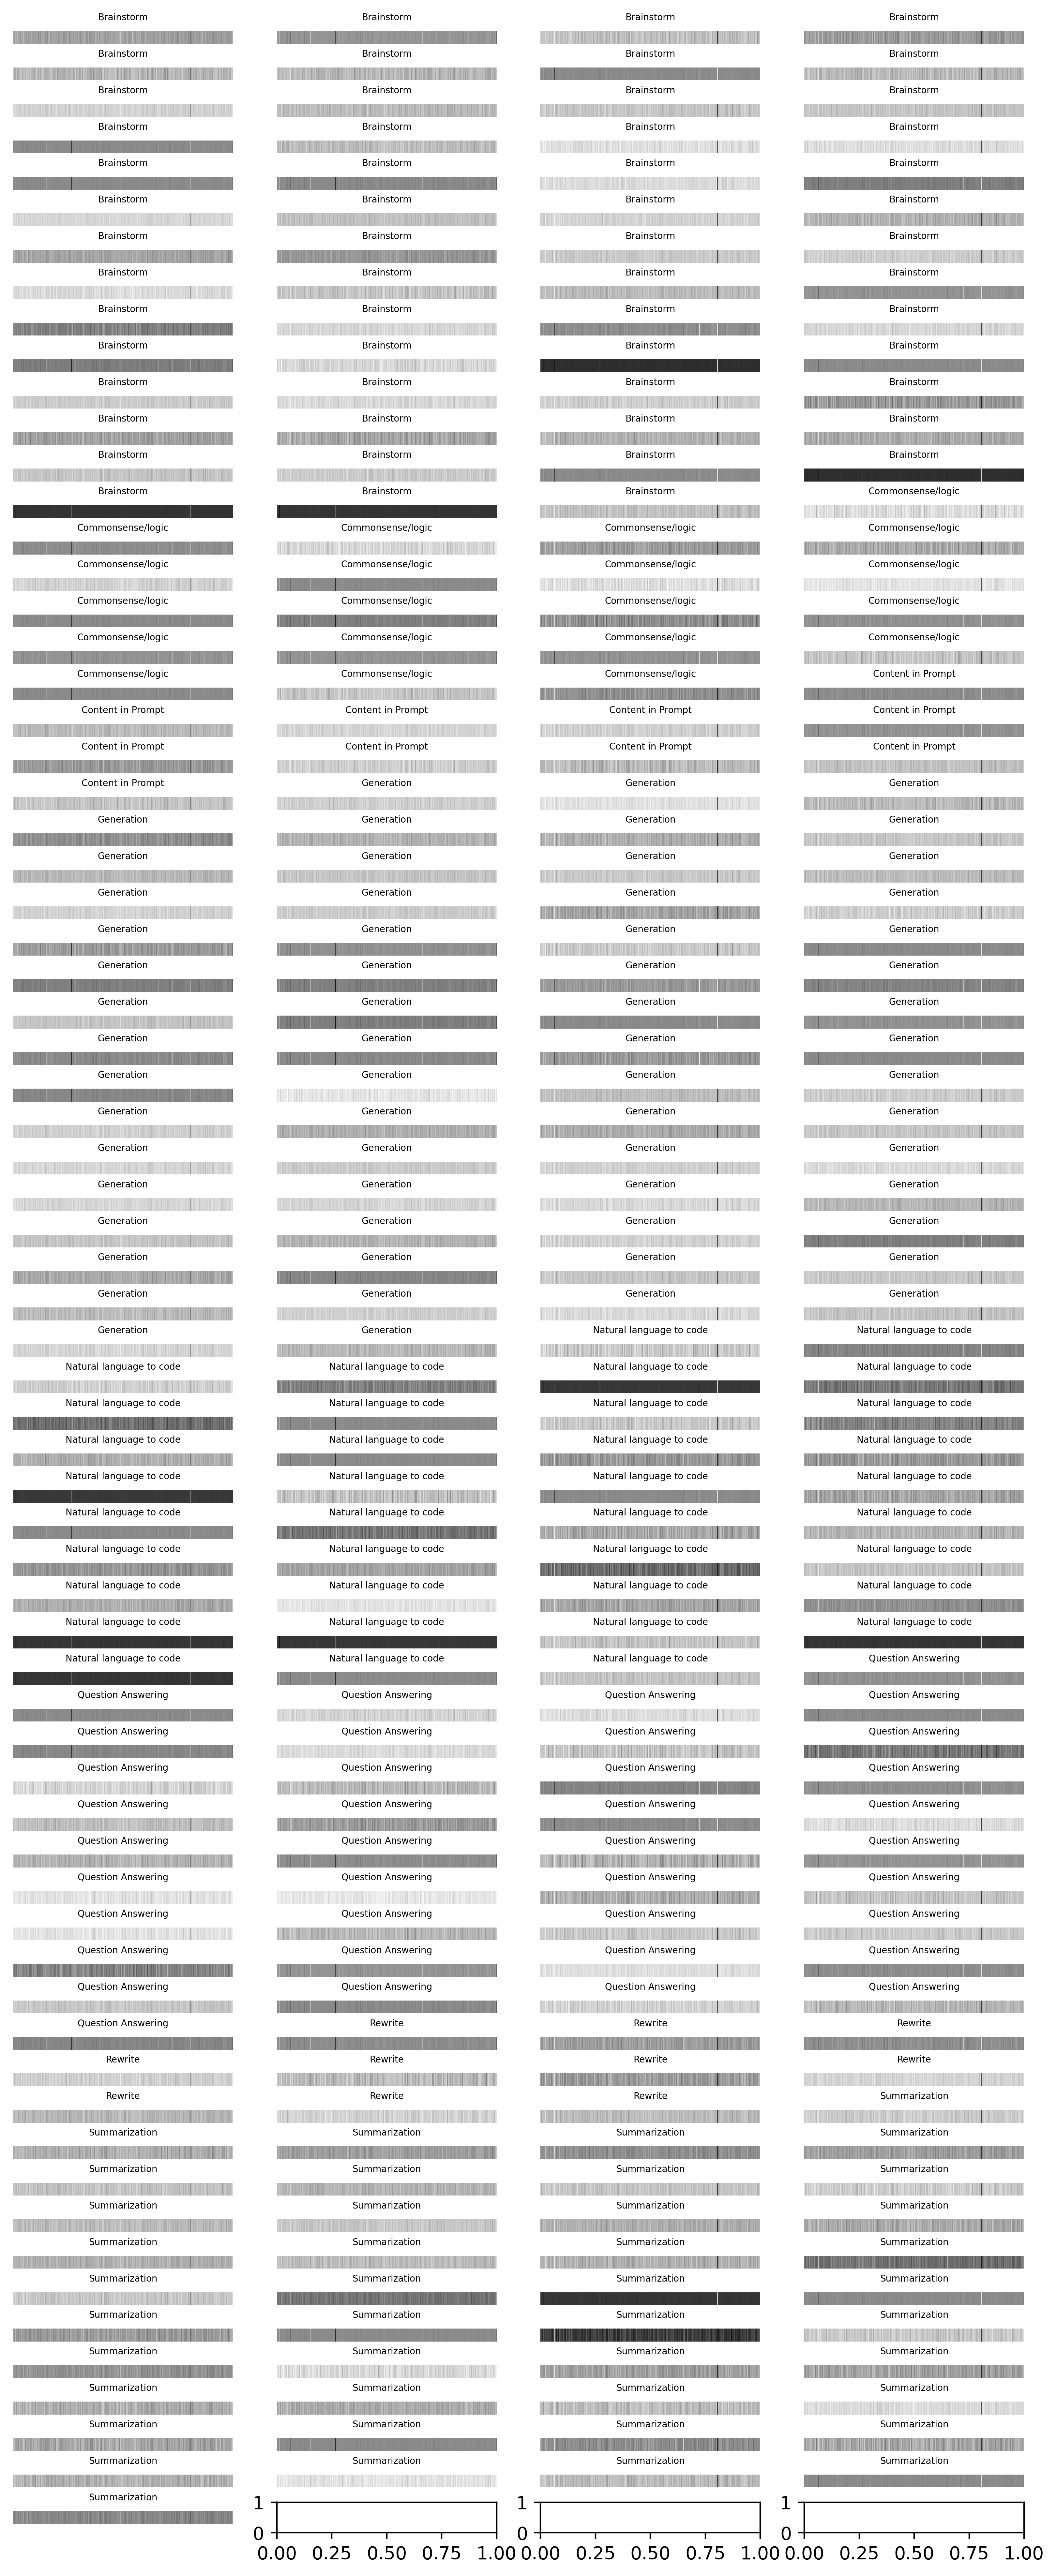 Brainstorm Brainstorm Brainstorm Brainstorm
Brainstorm Brainstorm Brainstorm Brainstorm
Brainstorm Brainstorm Brainstorm Brainstorm
Brainstorm Brainstorm Brainstorm Brainstorm
Brainstorm Brainstorm Brainstorm Brainstorm
Brainstorm Brainstorm Brainstorm Brainstorm
Brainstorm Brainstorm Brainstorm Brainstorm
Brainstorm Brainstorm Brainstorm Brainstorm
Brainstorm Brainstorm Brainstorm Brainstorm
Brainstorm Brainstorm Brainstorm Brainstorm
Brainstorm Brainstorm Brainstorm Brainstorm
Brainstorm Brainstorm Brainstorm Brainstorm
Brainstorm Brainstorm Brainstorm Brainstorm
Brainstorm Brainstorm Brainstorm Commonsense/logic
Commonsense/logic Commonsense/logic Commonsense/logic Commonsense/logic
Commonsense/logic Commonsense/logic Commonsense/logic Commonsense/logic
Commonsense/logic Commonsense/logic Commonsense/logic Commonsense/logic
Commonsense/logic Commonsense/logic Commonsense/logic Commonsense/logic
Commonsense/logic Commonsense/logic Commonsense/logic Content in Prompt
Content in Prompt Content in Prompt Content in Prompt Content in Prompt
Content in Prompt Content in Prompt Content in Prompt Content in Prompt
Content in Prompt Generation Generation Generation
Generation Generation Generation Generation
Generation Generation Generation Generation
Generation Generation Generation Generation
Generation Generation Generation Generation
Generation Generation Generation Generation
Generation Generation Generation Generation
Generation Generation Generation Generation
Generation Generation Generation Generation
Generation Generation Generation Generation
Generation Generation Generation Generation
Generation Generation Generation Generation
Generation Generation Generation Generation
Generation Generation Generation Generation
Generation Generation Generation Generation
Generation Generation Natural language to code Natural language to code
Natural language to code Natural language to code Natural language to code Natural language to code
Natural language to code Natural language to code Natural language to code Natural language to code
Natural language to code Natural language to code Natural language to code Natural language to code
Natural language to code Natural language to code Natural language to code Natural language to code
Natural language to code Natural language to code Natural language to code Natural language to code
Natural language to code Natural language to code Natural language to code Natural language to code
Natural language to code Natural language to code Natural language to code Natural language to code
Natural language to code Natural language to code Natural language to code Natural language to code
Natural language to code Natural language to code Natural language to code Question Answering
Question Answering Question Answering Question Answering Question Answering
Question Answering Question Answering Question Answering Question Answering
Question Answering Question Answering Question Answering Question Answering
Question Answering Question Answering Question Answering Question Answering
Question Answering Question Answering Question Answering Question Answering
Question Answering Question Answering Question Answering Question Answering
Question Answering Question Answering Question Answering Question Answering
Question Answering Question Answering Question Answering Question Answering
Question Answering Question Answering Question Answering Question Answering
Question Answering Rewrite Rewrite Rewrite
Rewrite Rewrite Rewrite Rewrite
Rewrite Rewrite Rewrite Summarization
Summarization Summarization Summarization Summarization
Summarization Summarization Summarization Summarization
Summarization Summarization Summarization Summarization
Summarization Summarization Summarization Summarization
Summarization Summarization Summarization Summarization
Summarization Summarization Summarization Summarization
Summarization Summarization Summarization Summarization
Summarization Summarization Summarization Summarization
Summarization Summarization Summarization Summarization
Summarization Summarization Summarization Summarization
Summarization
1 1 1
0 0 0
0.00 0.25 0.50 0.75 1.00 0.00 0.25 0.50 0.75 1.00 0.00 0.25 0.50 0.75 1.00